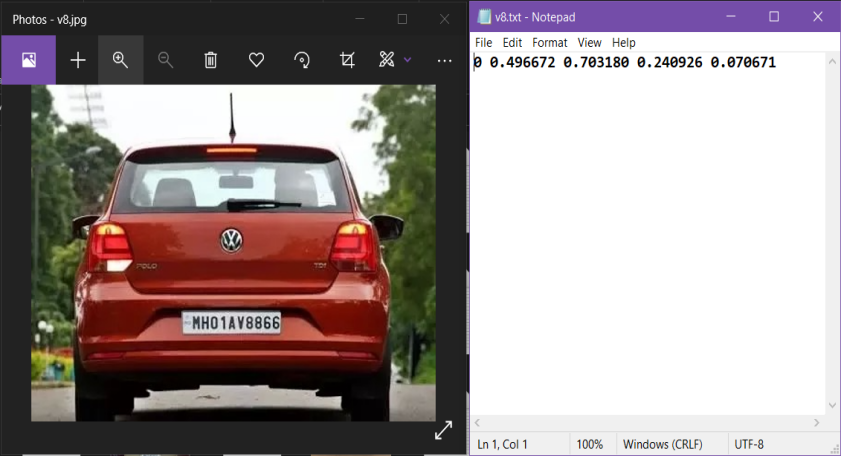 Photos - v8.jpg
POLO
TDI
MH01AV8866
v8.txt - Notepad
File Edit Format View Help
0 0.496672 0.703180 0.240926 0.070671
Ln 1, Col 1 100% Windows (CRLF) UTF-8